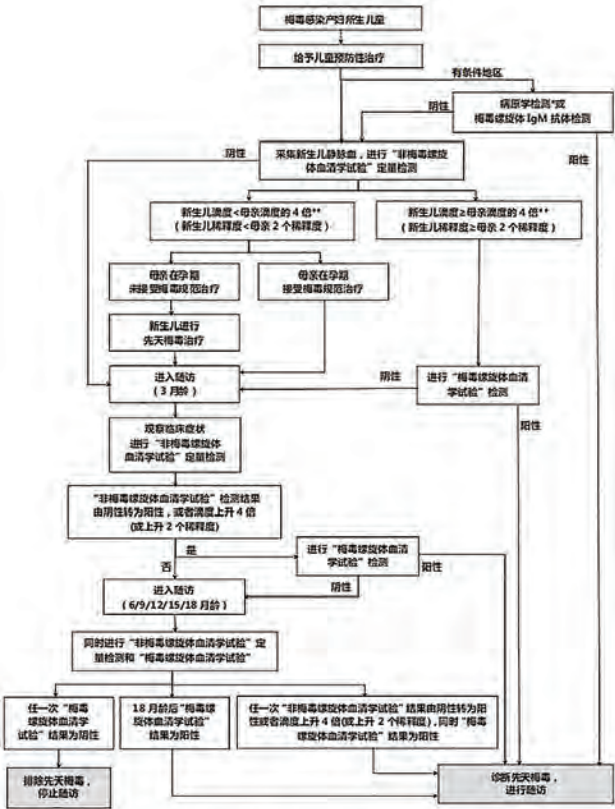 梅毒感染产妇所生儿童
给予儿童预防性治疗
有条件地区
阴性
病原学检测*或
梅毒螺旋体 IgM 抗体检测
阴性
采集新生儿静脉血，进行“非梅毒螺旋
体血清学试验”定量检测
阳性
新生儿滴度<母亲滴度的 4 倍**
（新生儿稀释度<母亲 2 个稀释度）
新生儿滴度≥母亲滴度的 4 倍**
（新生儿稀释度≥母亲 2 个稀释度）
母亲在孕期
未接受梅毒规范治疗
母亲在孕期
接受梅毒规范治疗
新生儿进行
先天梅毒治疗
进入随访
（3 月龄）
阴性
进行“梅毒螺旋体血清
学试验”检测
阳性
观察临床症状
进行“非梅毒螺旋体
血清学试验”定量检测
“非梅毒螺旋体血清学试验”检测结果
由阴性转为阳性，或者滴度上升 4 倍
(或上升 2 个稀释度)
是
否
进行“梅毒螺旋体血清
学试验”检测
阳性
阴性
进入随访
（6/9/12/15/18 月龄）
同时进行“非梅毒螺旋体血清学试验”定
量检测和“梅毒螺旋体血清学试验”
任一次“梅毒
螺旋体血清学
试验”结果为阴性
18 月龄后“梅毒螺
旋体血清学试验”
结果为阳性
任一次“非梅毒螺旋体血清学试验”结果由阴性转为阳
性或者滴度上升 4 倍(或上升 2 个稀释度)，同时“梅毒
螺旋体血清学试验”结果为阳性
排除先天梅毒，
停止随访
诊断先天梅毒，
进行随访